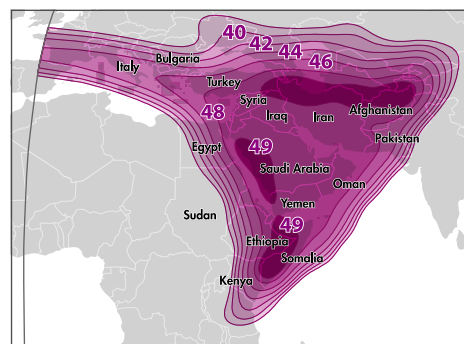 40
42
44
46
Bulgaria
Italy
Turkey
Syria
48
Iraq
Iran
Afghanistan
Pakistan
Egypt
49
Saudi Arabia
Oman
Yemen
Sudan
49
Ethiopia
Somalia
Kenya